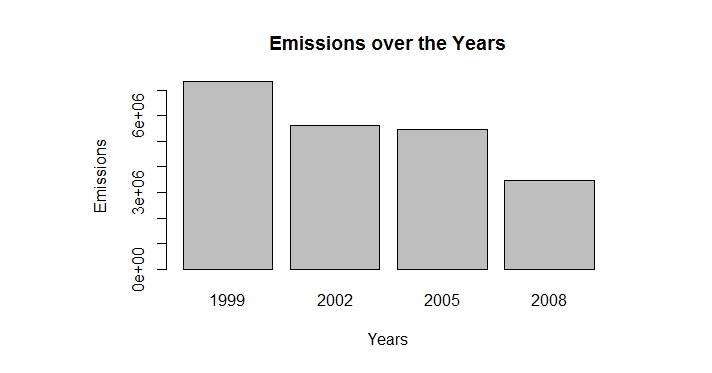 Emissions over the Years
Emissions
6e+06
3e+06
0e+00
1999 2002 2005 2008
Years